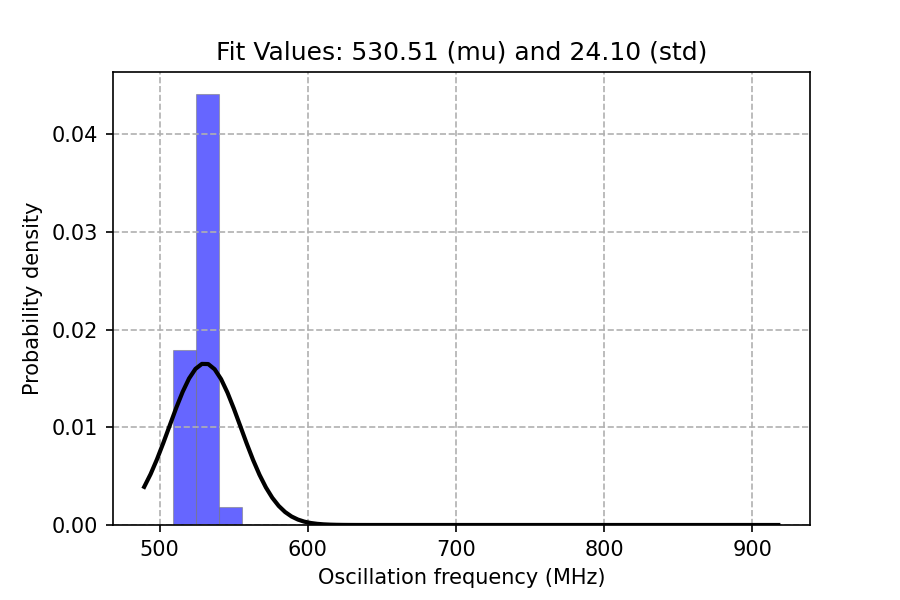 Fit Values: 530.51 (mu) and 24.10 (std)
Probability density
0.04
0.03
0.02
0.01
0.00
500 600 700 800 900
Oscillation frequency (MHz)